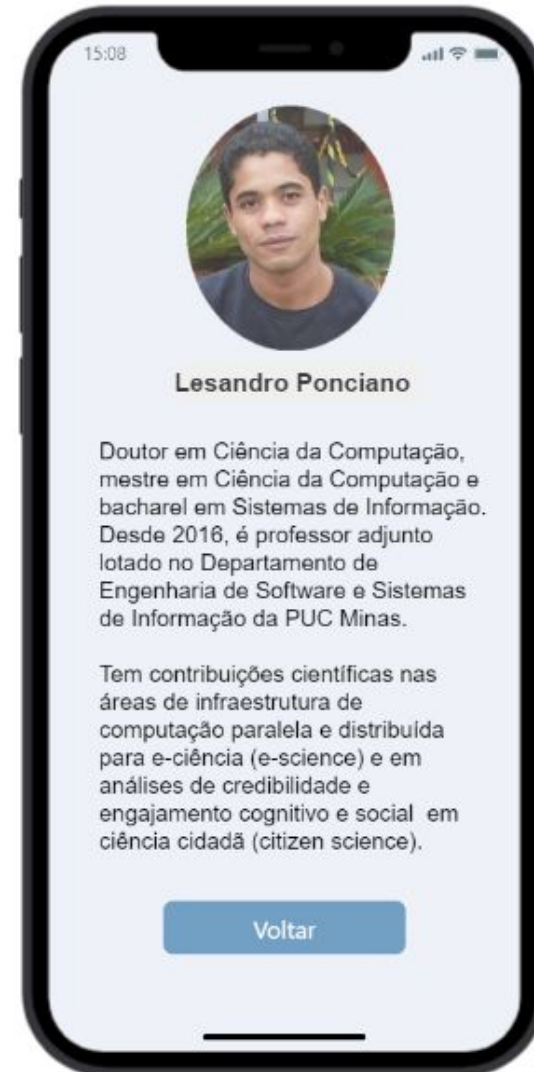 15:08
Lesandro Ponciano
Doutor em Ciência da Computação,
mestre em Ciência da Computação e
bacharel em Sistemas de Informação.
Desde 2016, é professor adjunto
lotado no Departamento de
Engenharia de Software e Sistemas
de Informação da PUC Minas.
Tem contribuições científicas nas
áreas de infraestrutura de
computação paralela e distribuída
para e-ciência (e-science) e em
análises de credibilidade e
engajamento cognitivo e social  em
ciência cidadã (citizen science).
Voltar